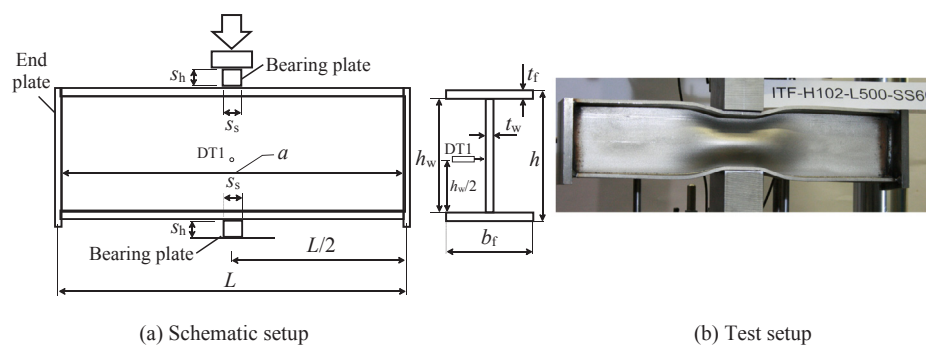 End
plate
sh
Bearing plate
ss
DT1
a
ss
sh
Bearing plate
L/2
L
tf
tw
DT1
hw
hw/2
h
bf
ITF-H102-L500-SS6
(a) Schematic setup
(b) Test setup